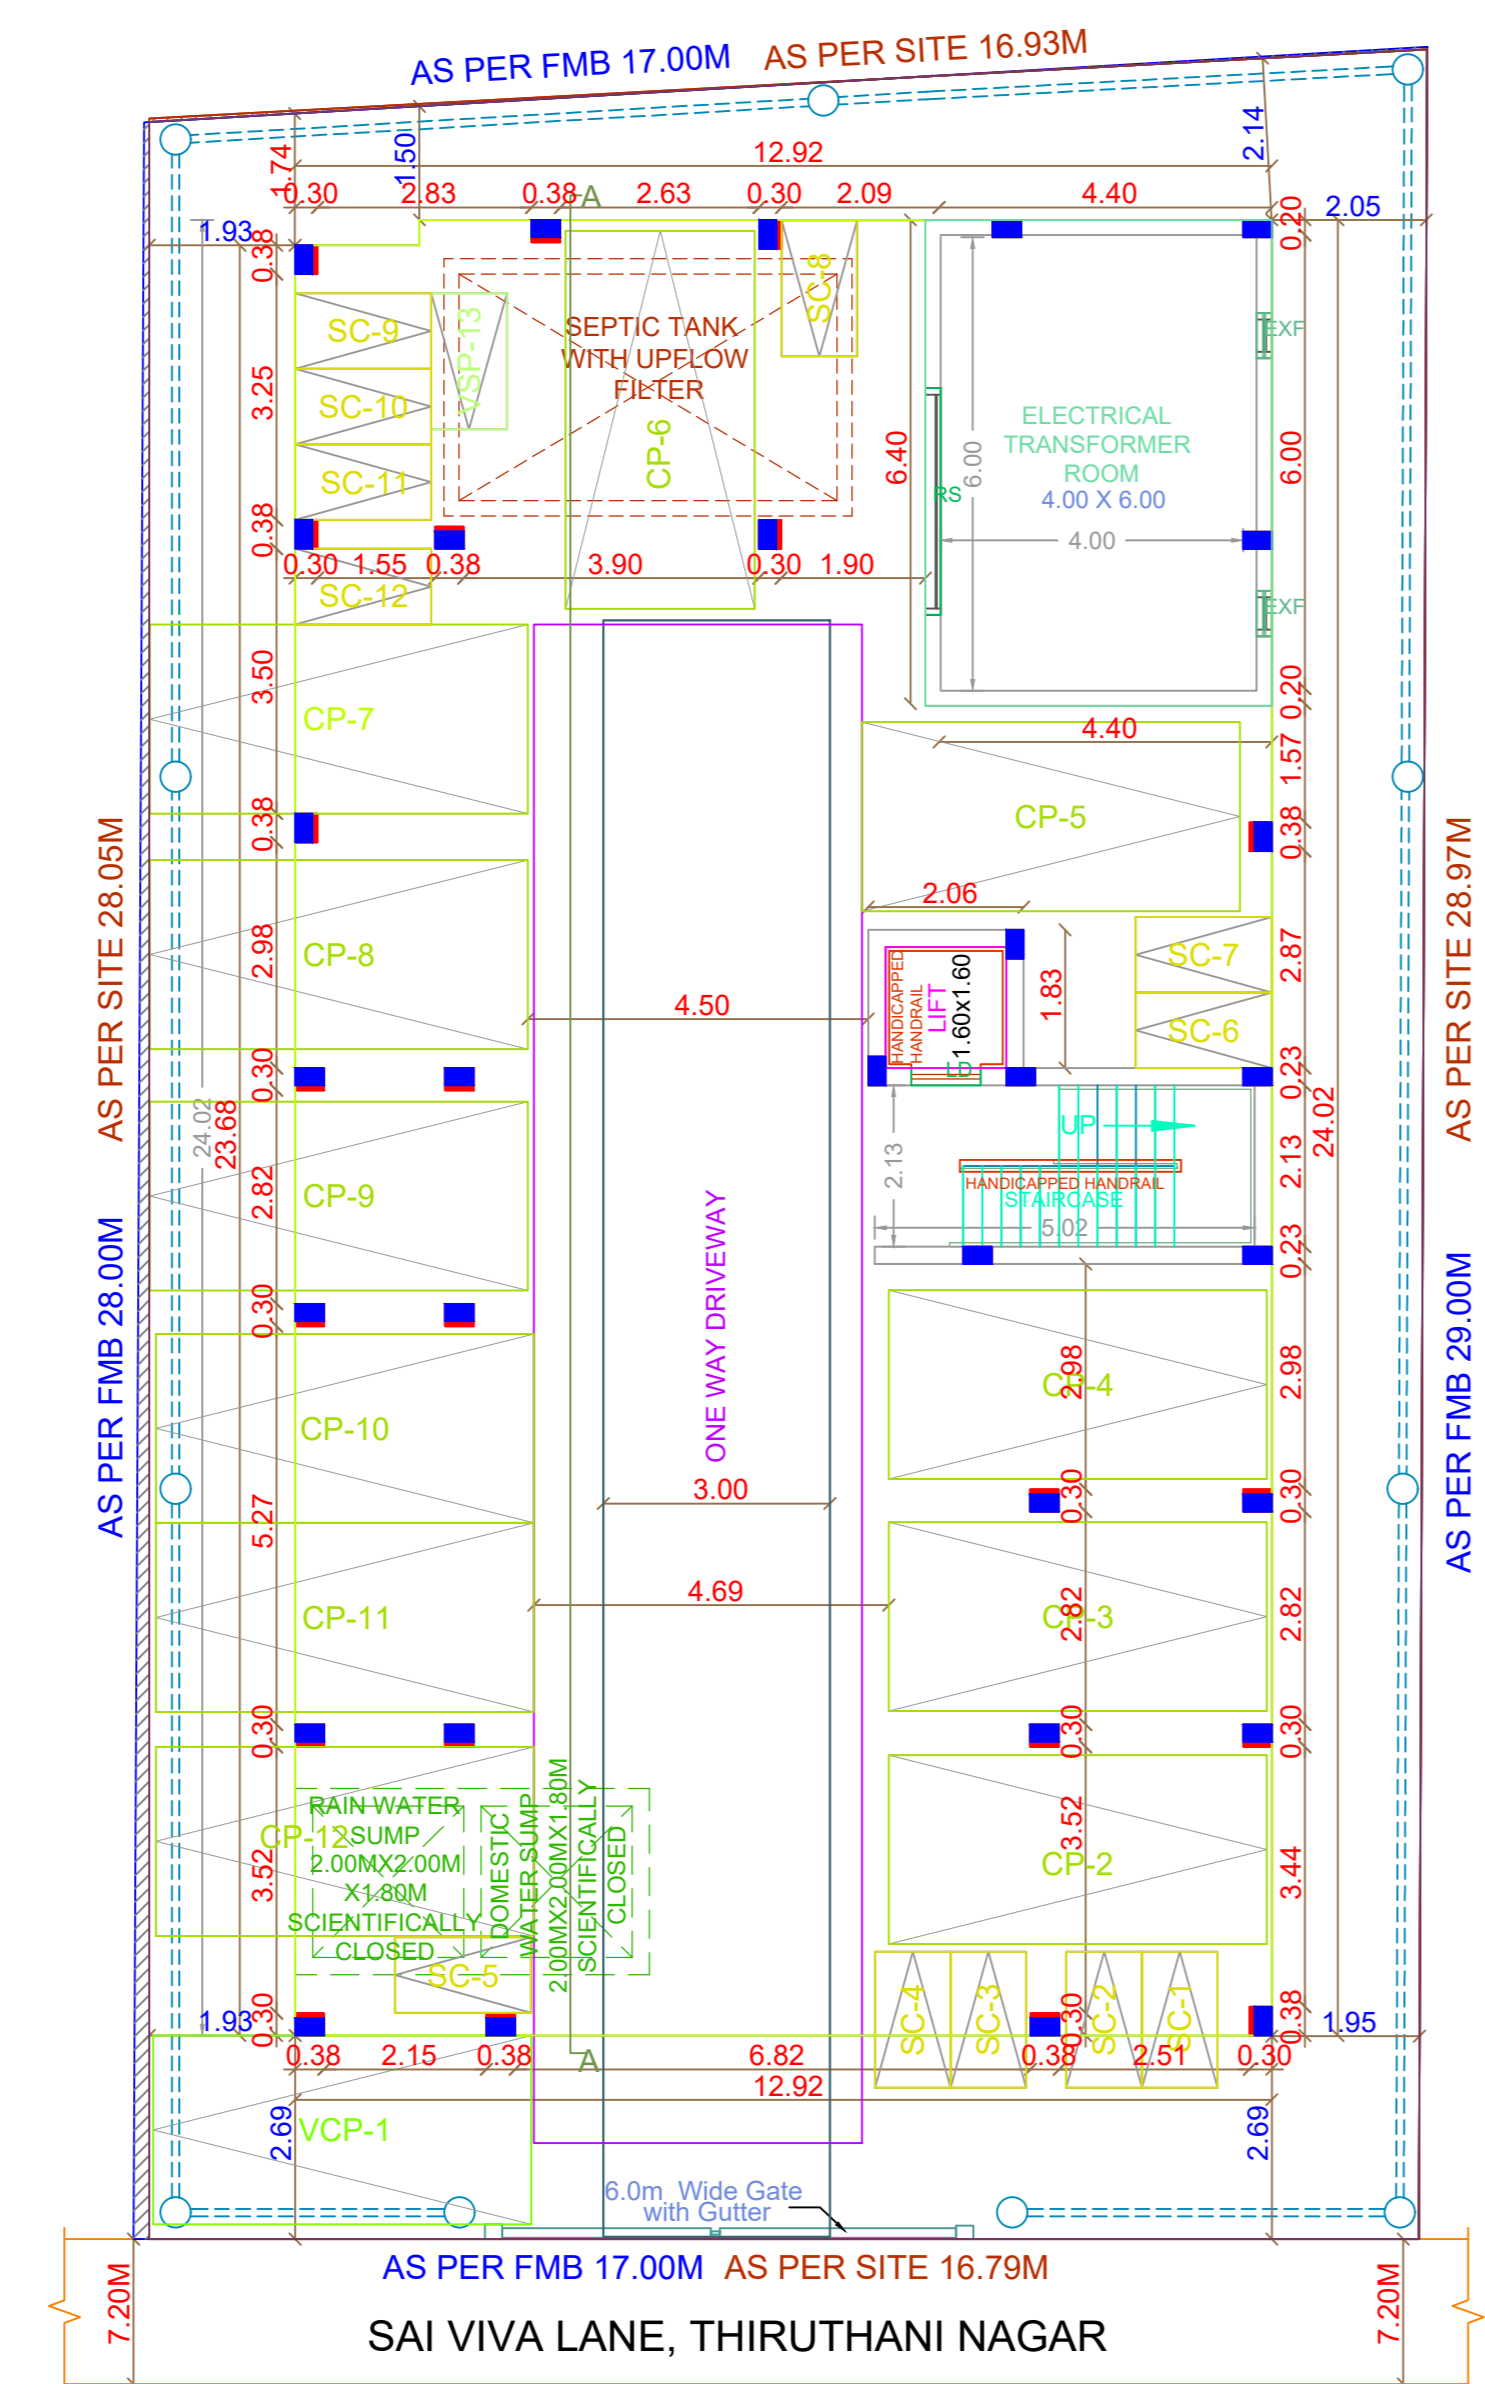 AS PER FMB 17.00M AS PER SITE 16.93M
12.92
1.74
1.50
2.14
0.30 2.83 0.38 A 2.63 0.30 2.09 4.40
0.20
2.05
1.93
0.38
SC-8
SC-9
VSP-13
SEPTIC TANK
WITH UPFLOW
FILTER
EXF
3.25
SC-10
CP-6
6.40
RS
6.00
ELECTRICAL
TRANSFORMER
ROOM
4.00 X 6.00
6.00
SC-11
0.38
4.00
0.30 1.55 0.38 3.90 0.30 1.90
SC-12
EXF
3.50
CP-7
0.20
4.40
1.57
0.38
CP-5
0.38
AS PER SITE 28.05M
AS PER SITE 28.97M
2.06
2.98
CP-8
4.50
HANDICAPPED
HANDRAIL
LIFT
1.60x1.60
LD
1.83
SC-7
SC-6
2.87
0.30
0.23
24.02
23.68
2.82
CP-9
2.13
UP
HANDICAPPED HANDRAIL
STAIRCASE
5.02
2.13
24.02
0.23
0.30
ONE WAY DRIVEWAY
AS PER FMB 28.00M
AS PER FMB 29.00M
CP-10
2.98
CP-4
2.98
3.00
0.30
0.30
5.27
CP-11
4.69
2.82
CP-3
2.82
0.30
0.30
0.30
RAIN WATER
SUMP
2.00MX2.00M
X1.80M
SCIENTIFICALLY
CLOSED
CP-12
DOMESTIC
WATER SUMP
2.00MX2.00MX1.80M
SCIENTIFICALLY
CLOSED
3.52
3.52
CP-2
3.44
SC-5
SC-4
SC-3
SC-2
SC-1
1.93
0.30
0.30
0.38
1.95
0.38 2.15 0.38 A 6.82 0.38 2.51 0.30
12.92
2.69
VCP-1
2.69
6.0m Wide Gate
with Gutter
AS PER FMB 17.00M AS PER SITE 16.79M
7.20M
7.20M
SAI VIVA LANE, THIRUTHANI NAGAR